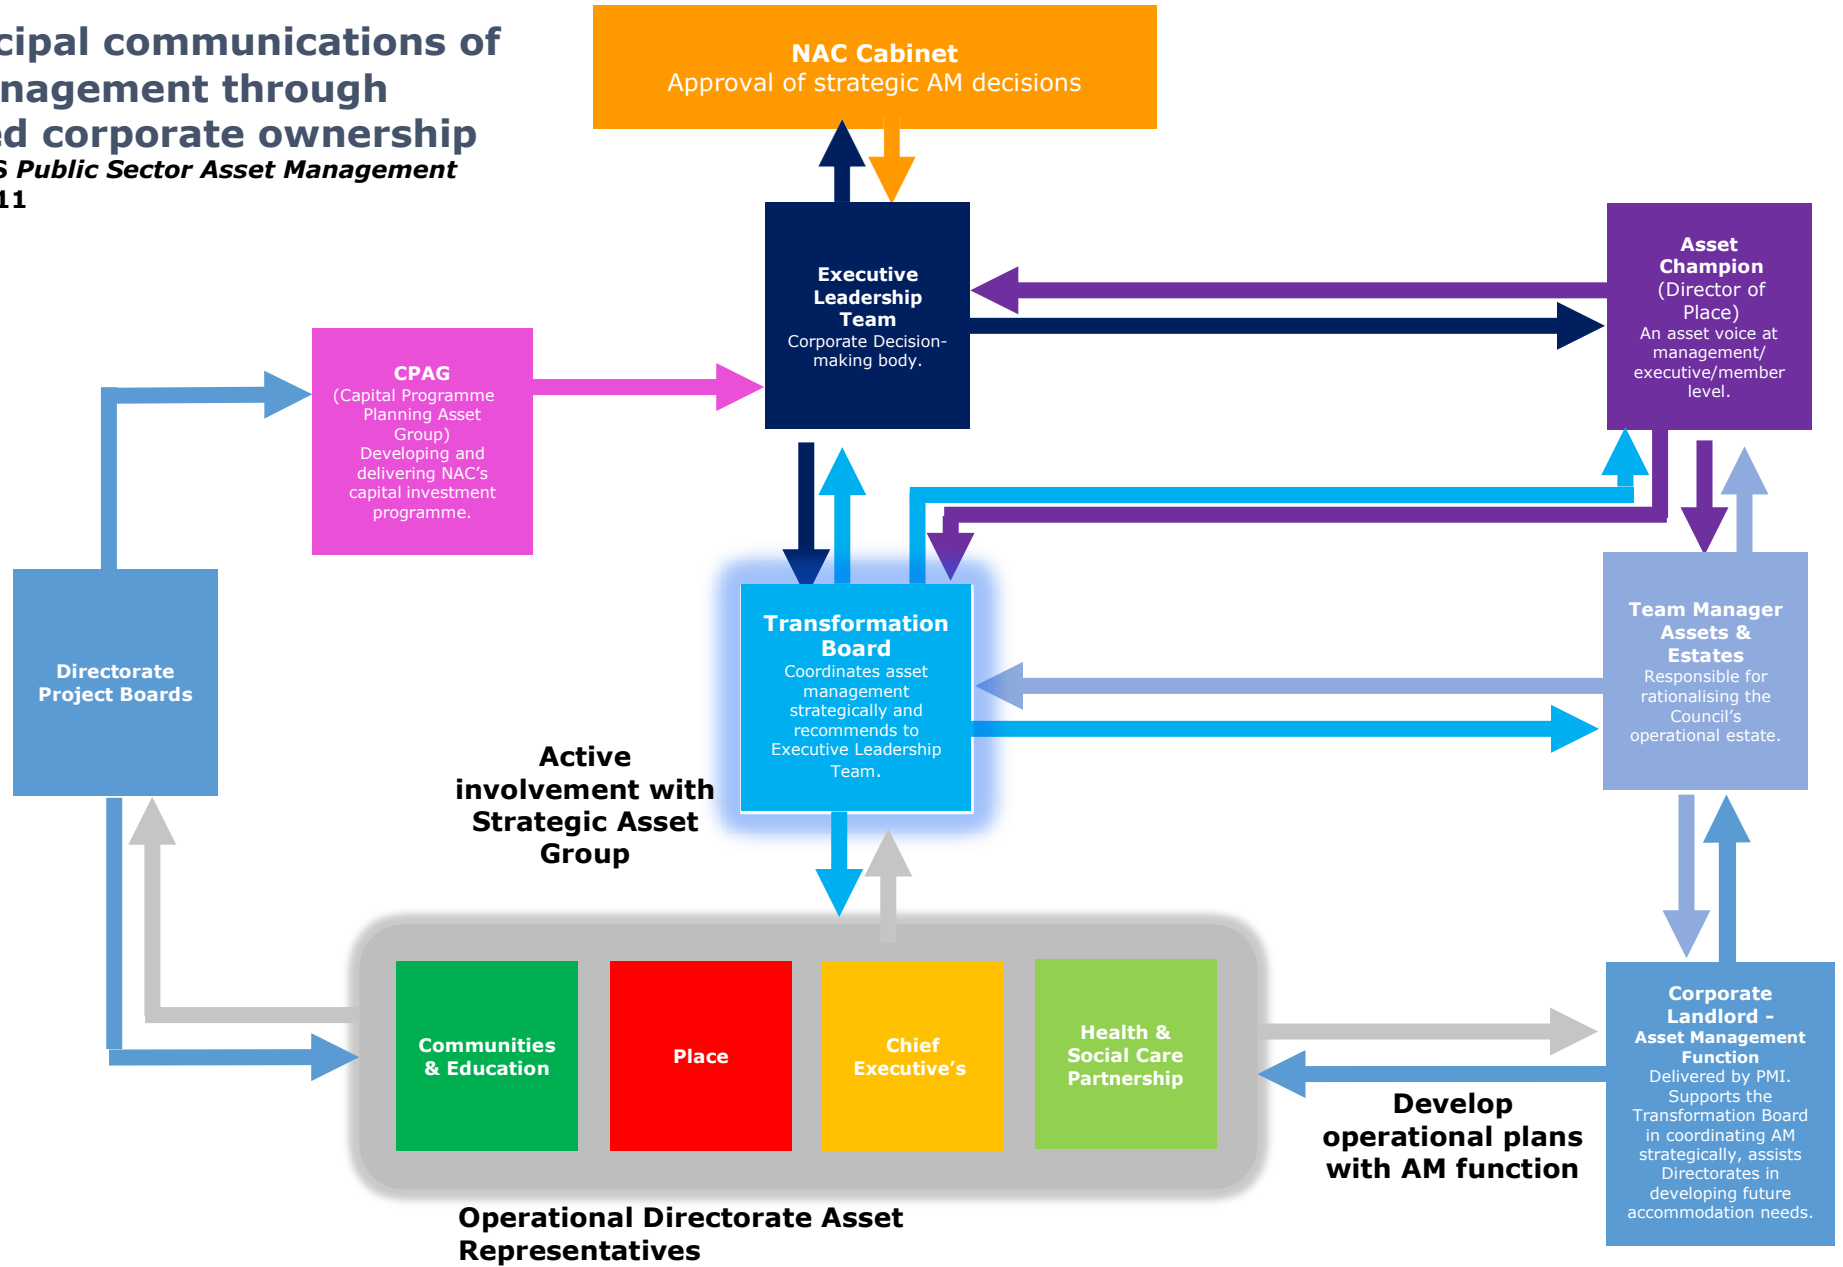 cipal communications of
nagement through
ed corporate ownership
S Public Sector Asset Management
11
NAC Cabinet
Approval of strategic AM decisions
Executive
Leadership
Team
Corporate Decision-
making body.
Asset
Champion
(Director of
Place)
An asset voice at
management/
executive/member
level.
CPAG
(Capital Programme
Planning Asset
Group)
Developing and
delivering NAC’s
capital investment
programme.
Directorate
Project Boards
Transformation
Board
Coordinates asset
management
strategically and
recommends to
Executive Leadership
Team.
Team Manager
Assets &
Estates
Responsible for
rationalising the
Council’s
operational estate.
Active
involvement with
Strategic Asset
Group
Communities
& Education
Place
Chief
Executive’s
Health &
Social Care
Partnership
Corporate
Landlord –
Asset Management
Function
Delivered by PMI.
Supports the
Transformation Board
in coordinating AM
strategically, assists
Directorates in
developing future
accommodation needs.
Develop
operational plans
with AM function
Operational Directorate Asset
Representatives